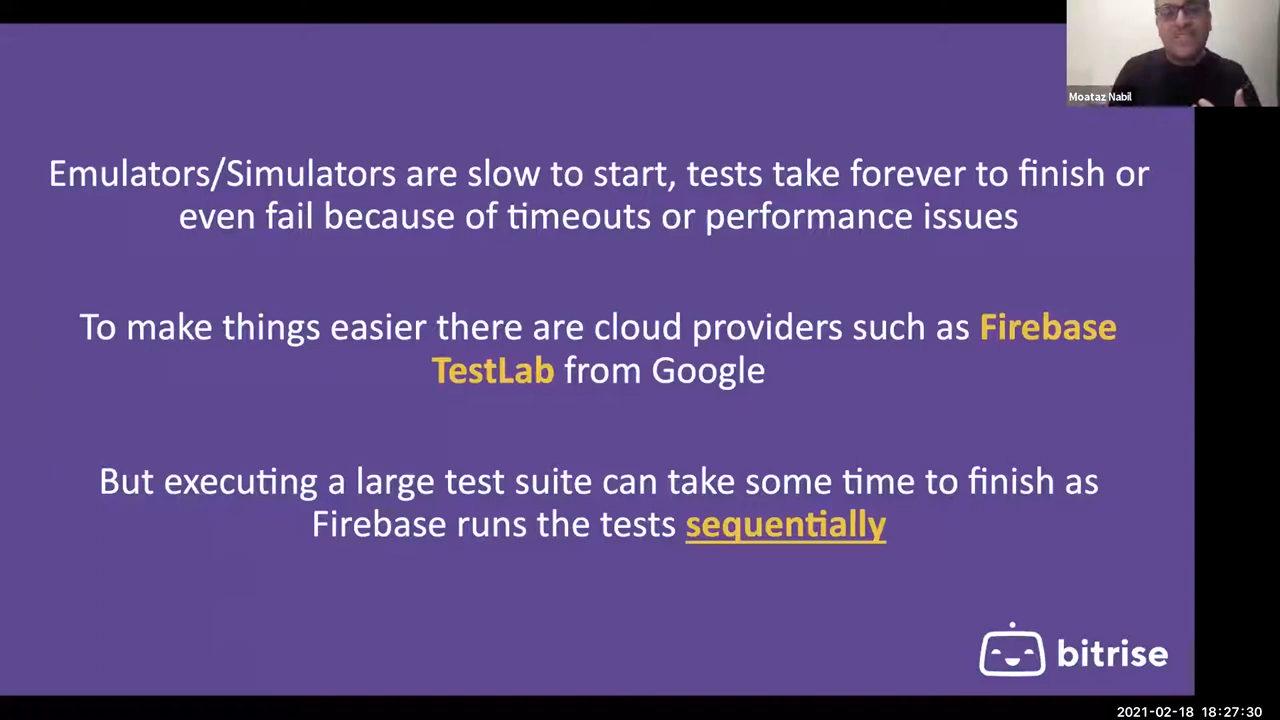 Moataz Nabil
Emulators/Simulators are slow to start, tests take forever to finish or
even fail because of timeouts or performance issues
To make things easier there are cloud providers such as Firebase
TestLab from Google
But executing a large test suite can take some time to finish as
Firebase runs the tests sequentially
bitrise
2021-02-18 18:27:30